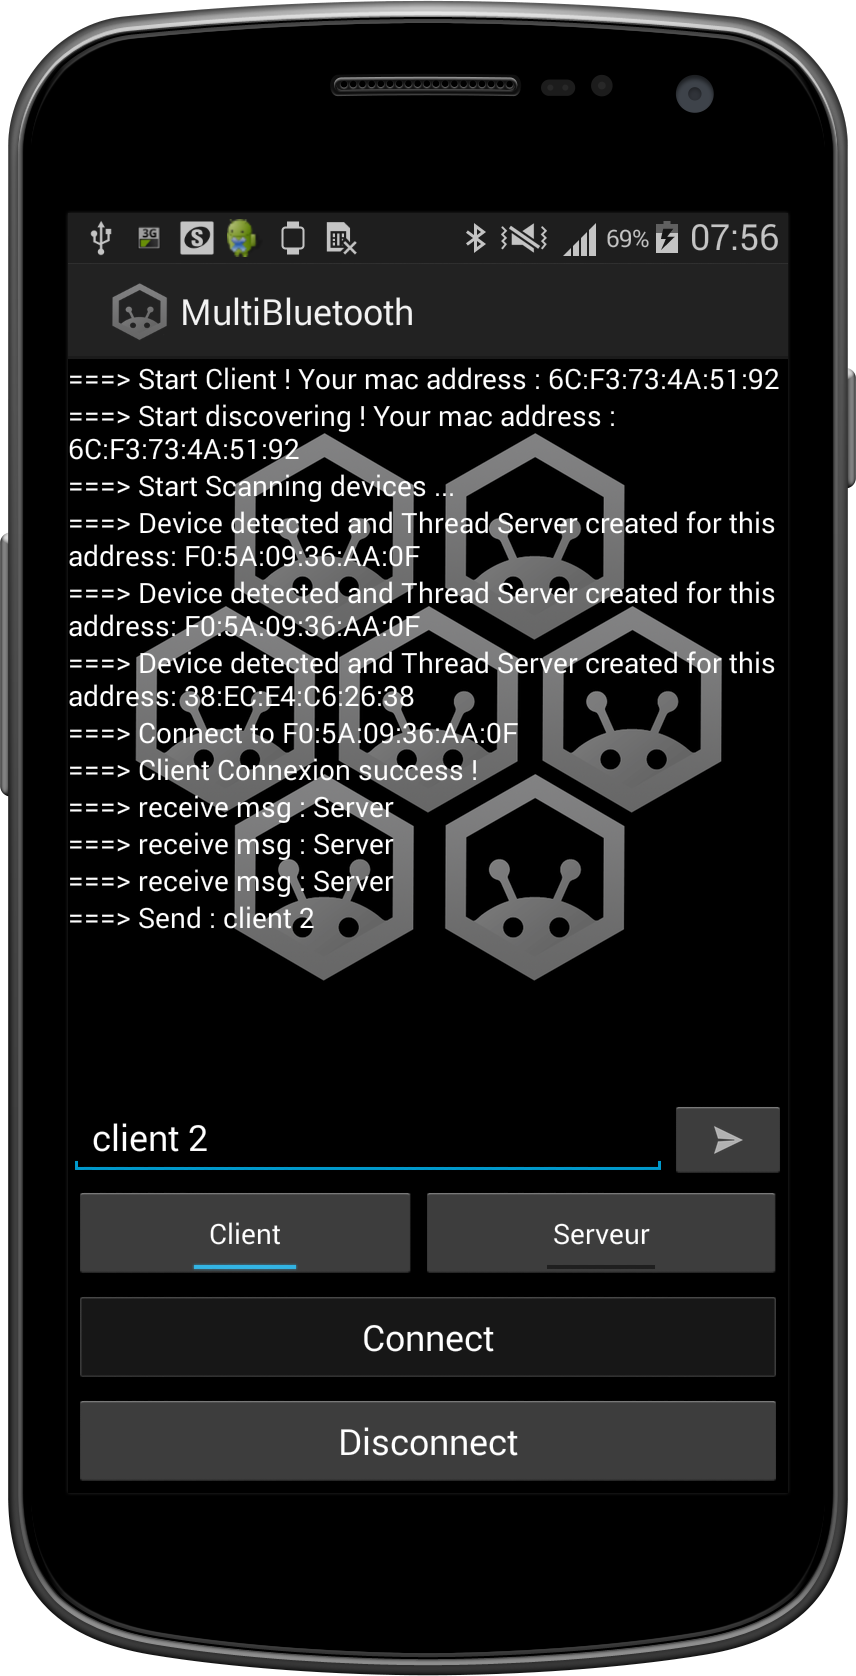 3G
S
69%
07:56
MultiBluetooth
===> Start Client ! Your mac address : 6C:F3:73:4A:51:92
===> Start discovering ! Your mac address :
6C:F3:73:4A:51:92
===> Start Scanning devices ...
===> Device detected and Thread Server created for this
address: F0:5A:09:36:AA:0F
===> Device detected and Thread Server created for this
address: F0:5A:09:36:AA:0F
===> Device detected and Thread Server created for this
address: 38:EC:E4:C6:26:38
===> Connect to F0:5A:09:36:AA:0F
===> Client Connexion success !
===> receive msg : Server
===> receive msg : Server
===> receive msg : Server
===> Send : client 2
client 2
Client
Serveur
Connect
Disconnect